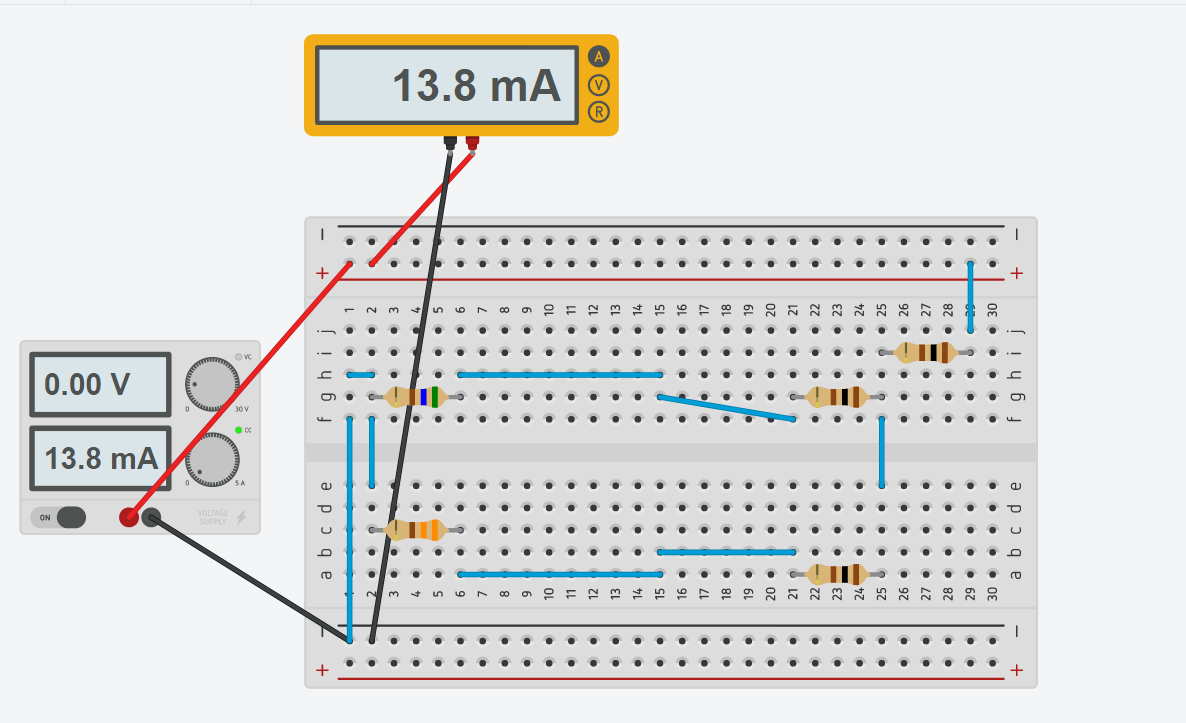 13.8 mA
A
V
R
0.00 V
VC
0 30 V
CC
13.8 mA
0 5 A
ON
VOLTAGE
SUPPLY
− −
+ +
1 2 3 4 5 6 7 8 9 10 11 12 13 14 15 16 17 18 19 20 21 22 23 24 25 26 27 28 29 30
j j
i i
h h
g g
f f
e e
d d
c c
b b
a a
1 2 3 4 5 6 7 8 9 10 11 12 13 14 15 16 17 18 19 20 21 22 23 24 25 26 27 28 29 30
− −
+ +